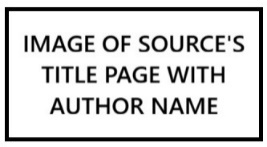 IMAGE OF SOURCE'S
TITLE PAGE WITH
AUTHOR NAME